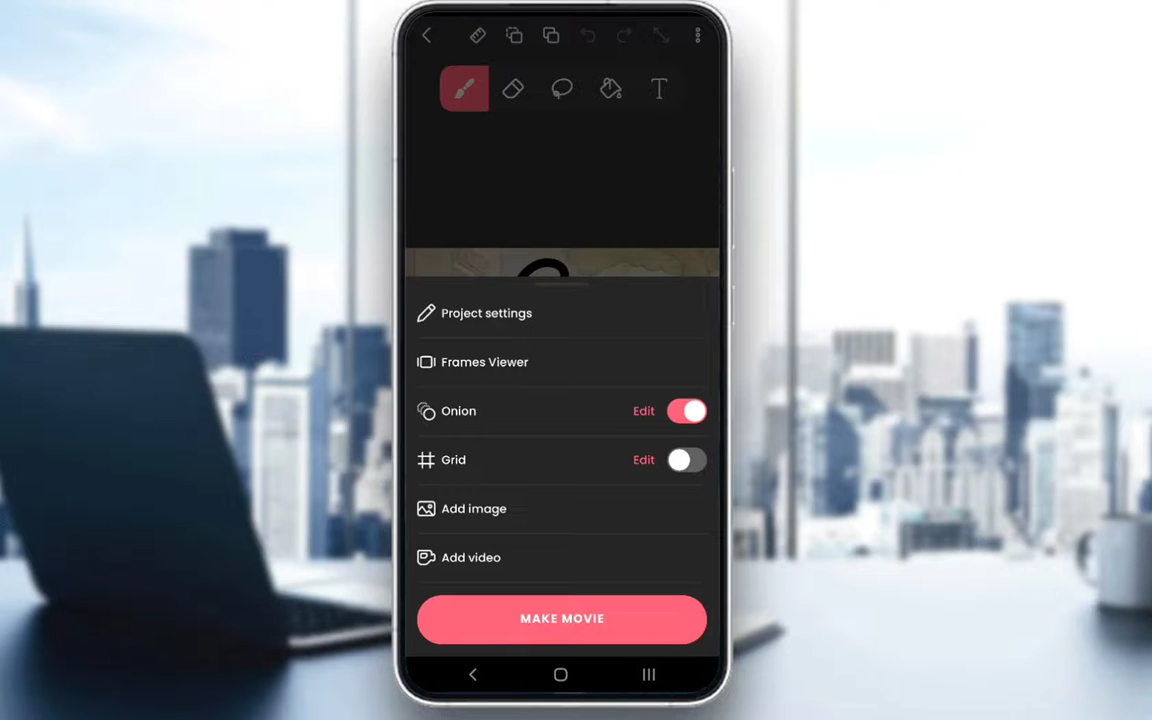 T
Project settings
Frames Viewer
Onion Edit
Grid Edit
Add image
Add video
MAKE MOVIE